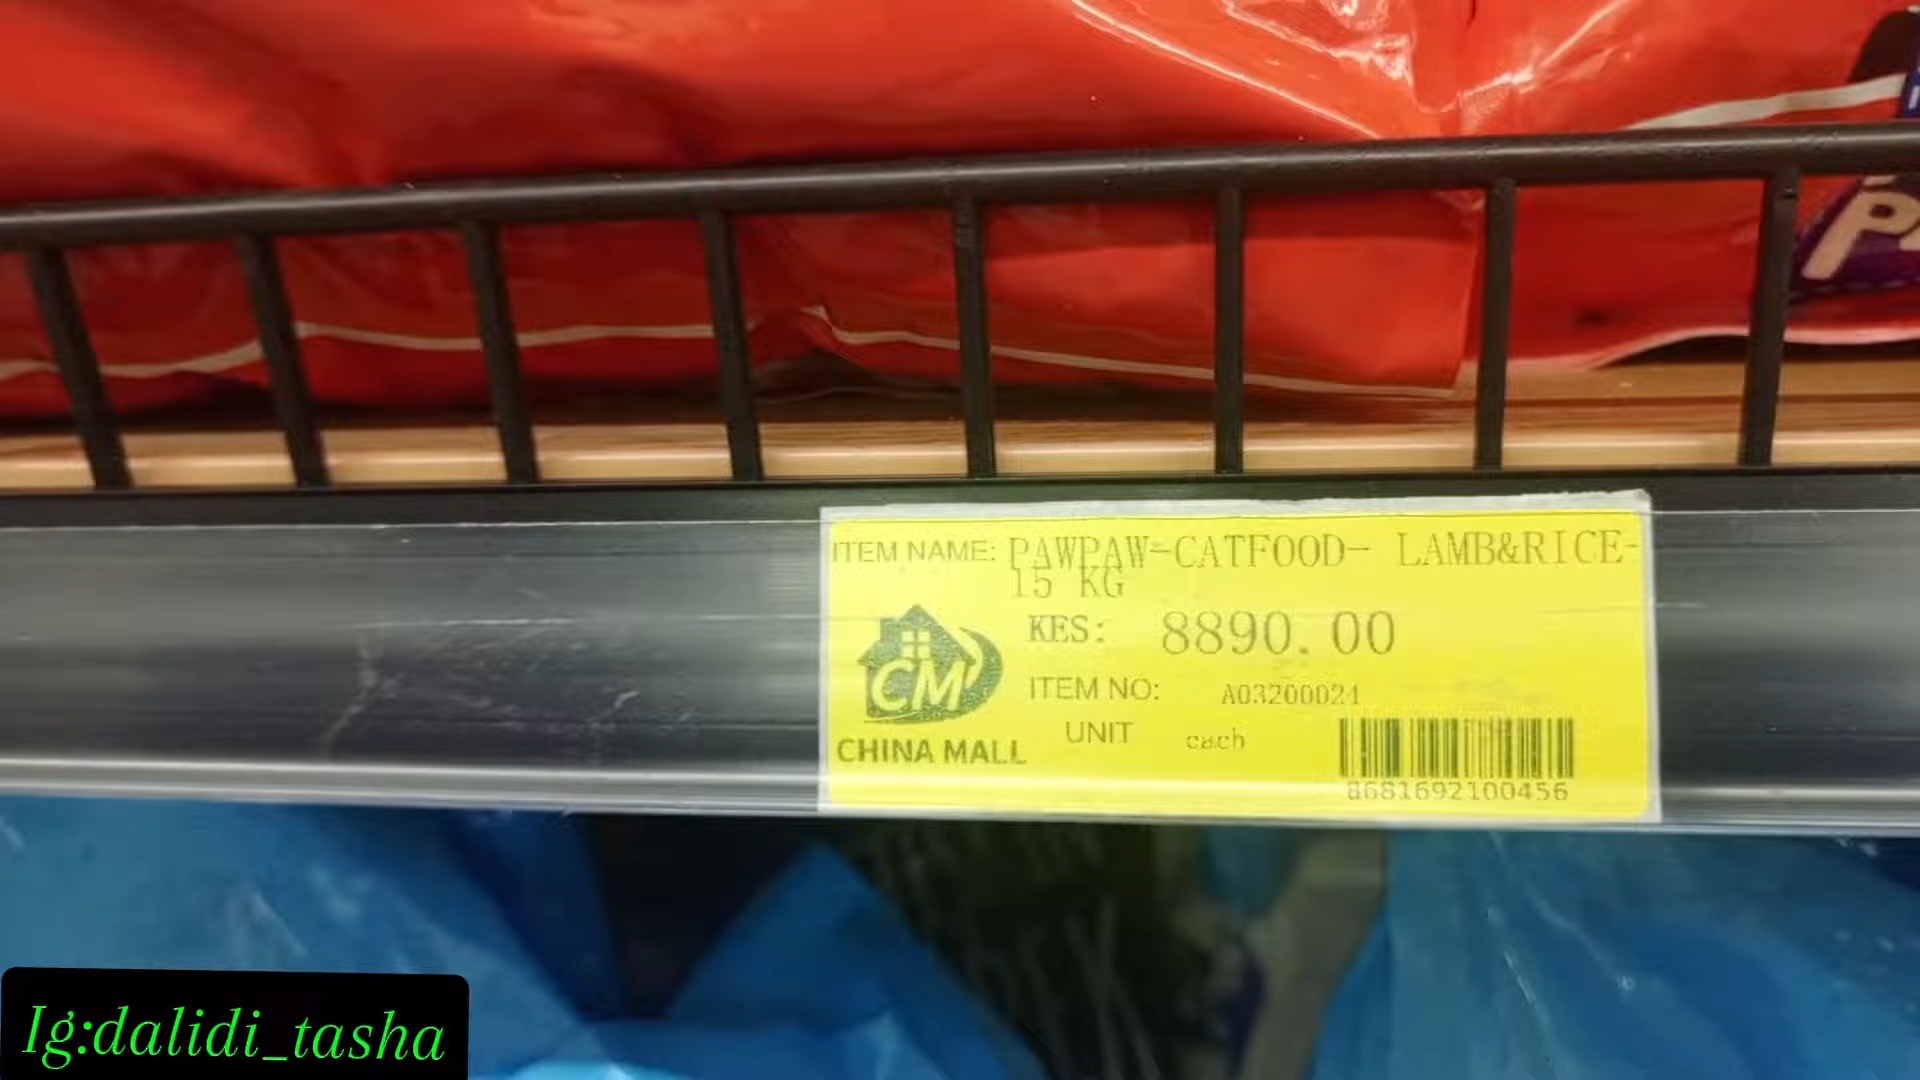 P
ITEM NAME: PAWPAW-CATFOOD- LAMB&RICE-
15 KG
KES: 8890.00
ITEM NO: A03200024
UNIT each
CM
CHINA MALL
8681692100456
Ig:dalidi_tasha